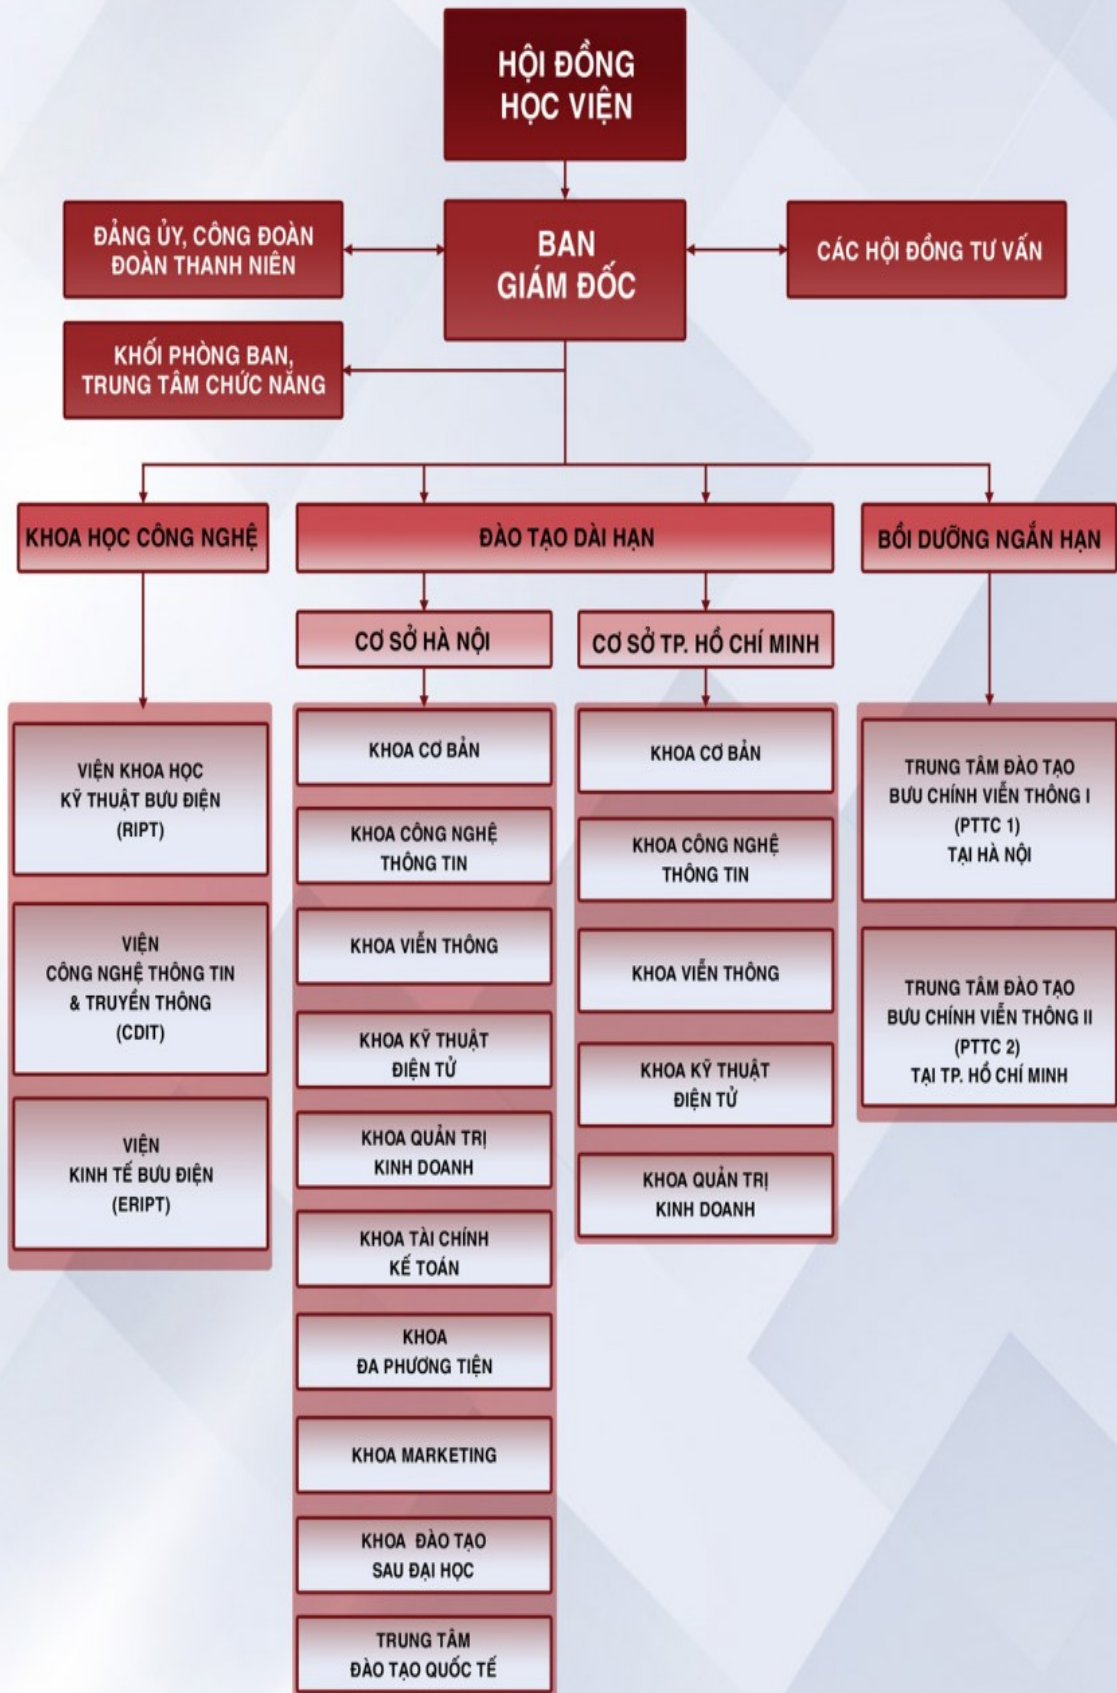 HỘI ĐỒNG
HỌC VIỆN
ĐẢNG ỦY, CÔNG ĐOÀN
ĐOÀN THANH NIÊN
BAN
GIÁM ĐỐC
CÁC HỘI ĐỒNG TƯ VẤN
KHỐI PHÒNG BAN,
TRUNG TÂM CHỨC NĂNG
KHOA HỌC CÔNG NGHỆ
ĐÀO TẠO DÀI HẠN
BỒI DƯỠNG NGẮN HẠN
CƠ SỞ HÀ NỘI
CƠ SỞ TP. HỒ CHÍ MINH
VIỆN KHOA HỌC
KỸ THUẬT BƯU ĐIỆN
(RIPT)
VIỆN
CÔNG NGHỆ THÔNG TIN
& TRUYỀN THÔNG
(CDIT)
VIỆN
KINH TẾ BƯU ĐIỆN
(ERIPT)
KHOA CƠ BẢN
KHOA CÔNG NGHỆ
THÔNG TIN
KHOA VIỄN THÔNG
KHOA KỸ THUẬT
ĐIỆN TỬ
KHOA QUẢN TRỊ
KINH DOANH
KHOA TÀI CHÍNH
KẾ TOÁN
KHOA
ĐA PHƯƠNG TIỆN
KHOA MARKETING
KHOA ĐÀO TẠO
SAU ĐẠI HỌC
TRUNG TÂM
ĐÀO TẠO QUỐC TẾ
KHOA CƠ BẢN
KHOA CÔNG NGHỆ
THÔNG TIN
KHOA VIỄN THÔNG
KHOA KỸ THUẬT
ĐIỆN TỬ
KHOA QUẢN TRỊ
KINH DOANH
TRUNG TÂM ĐÀO TẠO
BƯU CHÍNH VIỄN THÔNG I
(PTTC 1)
TẠI HÀ NỘI
TRUNG TÂM ĐÀO TẠO
BƯU CHÍNH VIỄN THÔNG II
(PTTC 2)
TẠI TP. HỒ CHÍ MINH